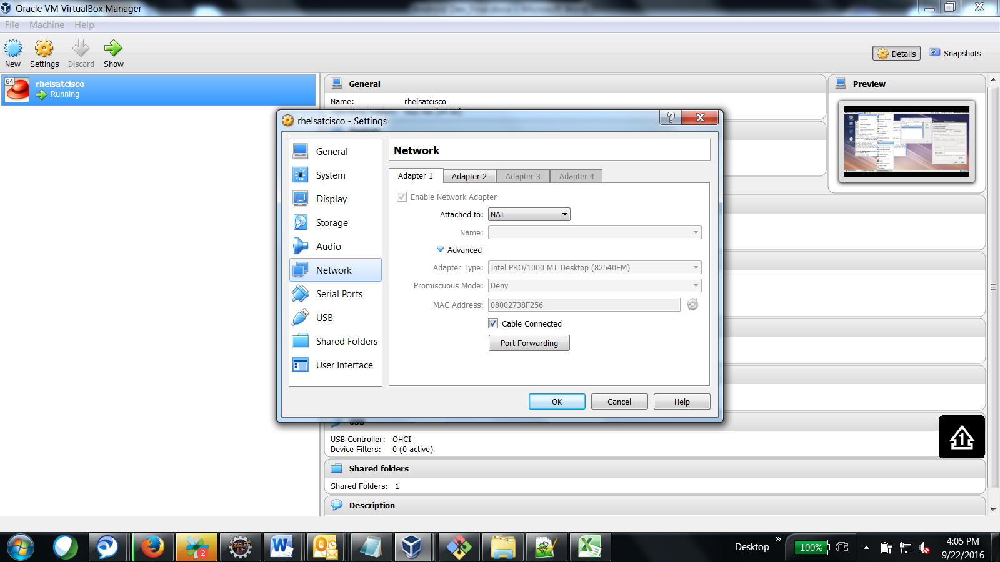 Oracle VM VirtualBox Manager
File Machine Help
New Settings Discard Show
Details Snapshots
64
rhelsatcisco
Running
General
Name: rhelsatcisco
Preview
rhelsatcisco - Settings
General
System
Display
Storage
Audio
Network
Serial Ports
USB
Shared Folders
User Interface
Network
Adapter 1 Adapter 2 Adapter 3 Adapter 4
Enable Network Adapter
Attached to: NAT
Name:
Advanced
Adapter Type: Intel PRO/1000 MT Desktop (82540EM)
Promiscuous Mode: Deny
MAC Address: 08002738F256
Cable Connected
Port Forwarding
OK Cancel Help
USB
USB Controller: OHCI
Device Filters: 0 (0 active)
1
Shared folders
Shared Folders: 1
Description
2
Java EE
IDE
Desktop
100%
4:05 PM
9/22/2016